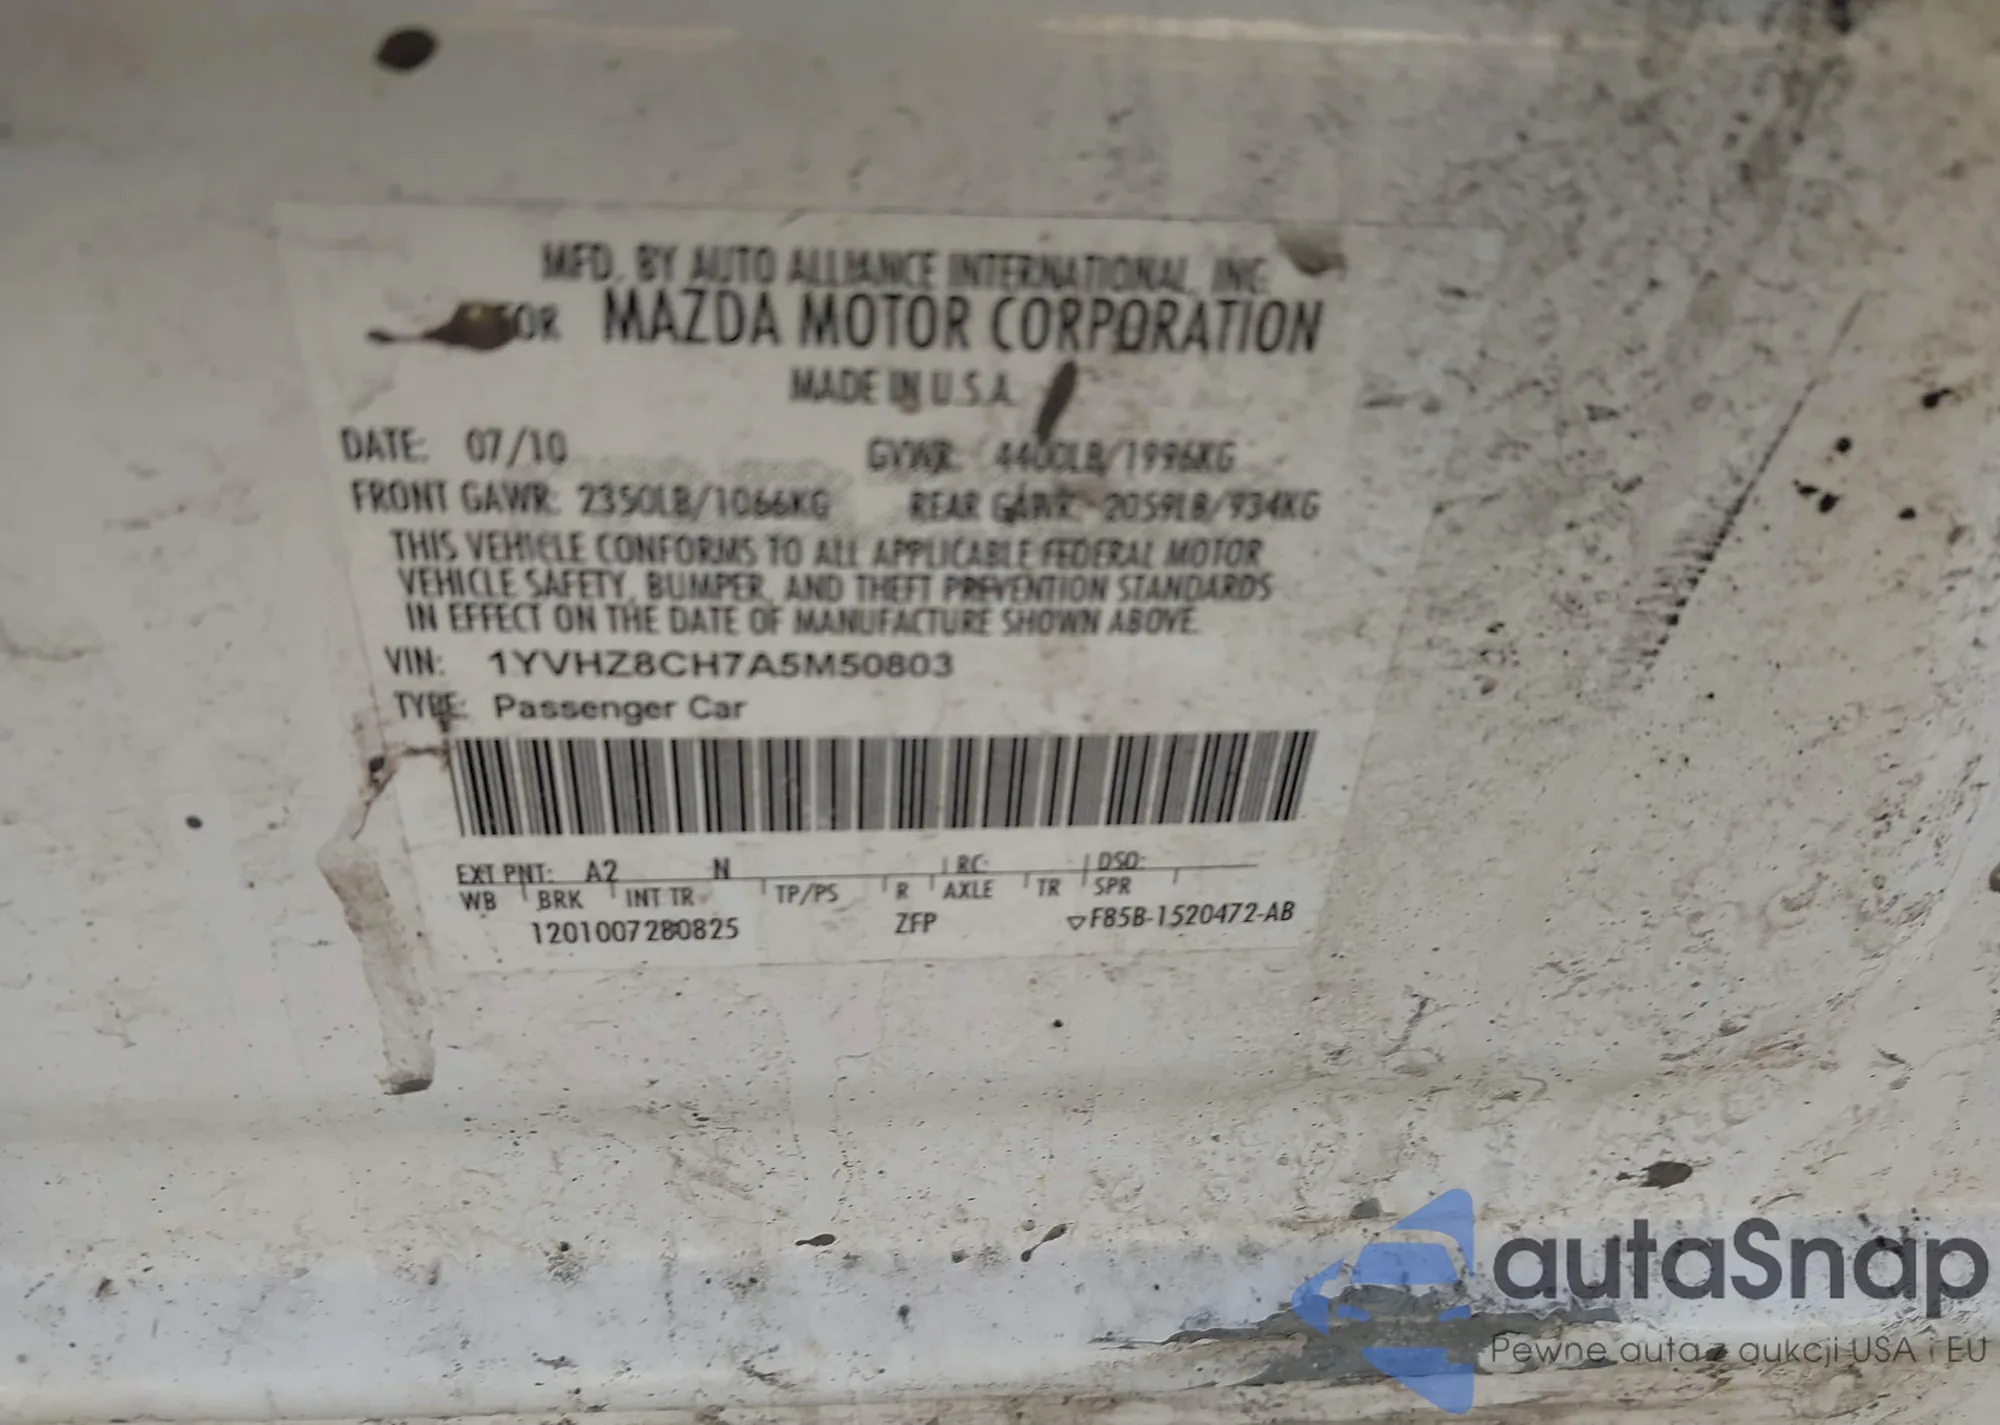 MFD. BY AUTO ALLIANCE INTERNATIONAL, INC.
FOR MAZDA MOTOR CORPORATION
MADE IN U.S.A.
DATE: 07/10 GVWR: 4400LB/1996KG
FRONT GAWR: 2350LB/1066KG REAR GAWR: 2059LB/934KG
THIS VEHICLE CONFORMS TO ALL APPLICABLE FEDERAL MOTOR
VEHICLE SAFETY, BUMPER, AND THEFT PREVENTION STANDARDS
IN EFFECT ON THE DATE OF MANUFACTURE SHOWN ABOVE.
VIN: 1YVHZ8CH7A5M50803
TYPE: Passenger Car
EXT PNT: A2 N RC: DSO:
WB BRK INT TR TP/PS R AXLE TR SPR
1201007280825 ZFP ▽F85B-1520472-AB
autaSnap
Pewne auta z aukcji USA i EU